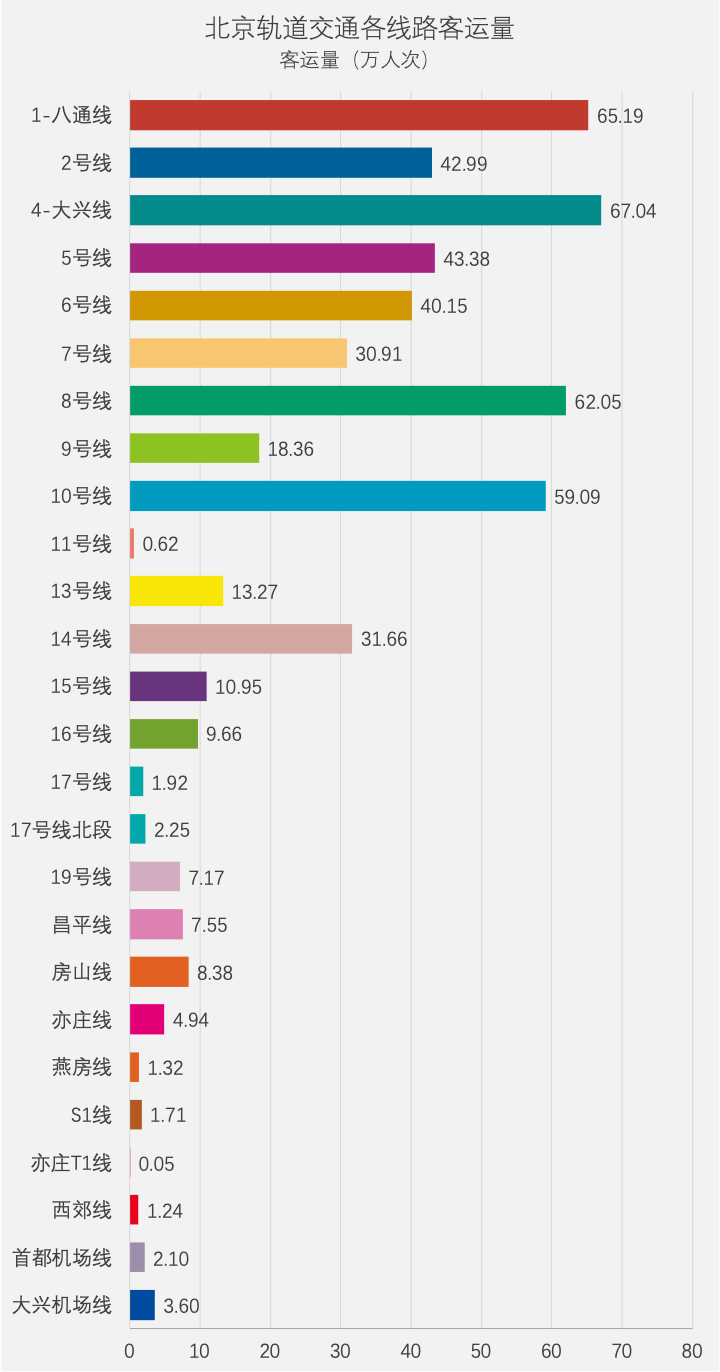 北京轨道交通各线路客运量
客运量（万人次）
1-八通线 65.19
2号线 42.99
4-大兴线 67.04
5号线 43.38
6号线 40.15
7号线 30.91
8号线 62.05
9号线 18.36
10号线 59.09
11号线 0.62
13号线 13.27
14号线 31.66
15号线 10.95
16号线 9.66
17号线 1.92
17号线北段 2.25
19号线 7.17
昌平线 7.55
房山线 8.38
亦庄线 4.94
燕房线 1.32
S1线 1.71
亦庄T1线 0.05
西郊线 1.24
首都机场线 2.10
大兴机场线 3.60
0 10 20 30 40 50 60 70 80